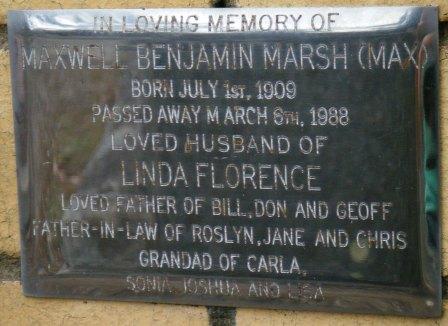 IN LOVING MEMORY OF
MAXWELL BENJAMIN MARSH (MAX)
BORN JULY 1ST, 1909
PASSED AWAY MARCH 6TH, 1988
LOVED HUSBAND OF
LINDA FLORENCE
LOVED FATHER OF BILL, DON AND GEOFF
FATHER-IN-LAW OF ROSLYN, JANE AND CHRIS
GRANDAD OF CARLA,
SONIA, JOSHUA AND LISA